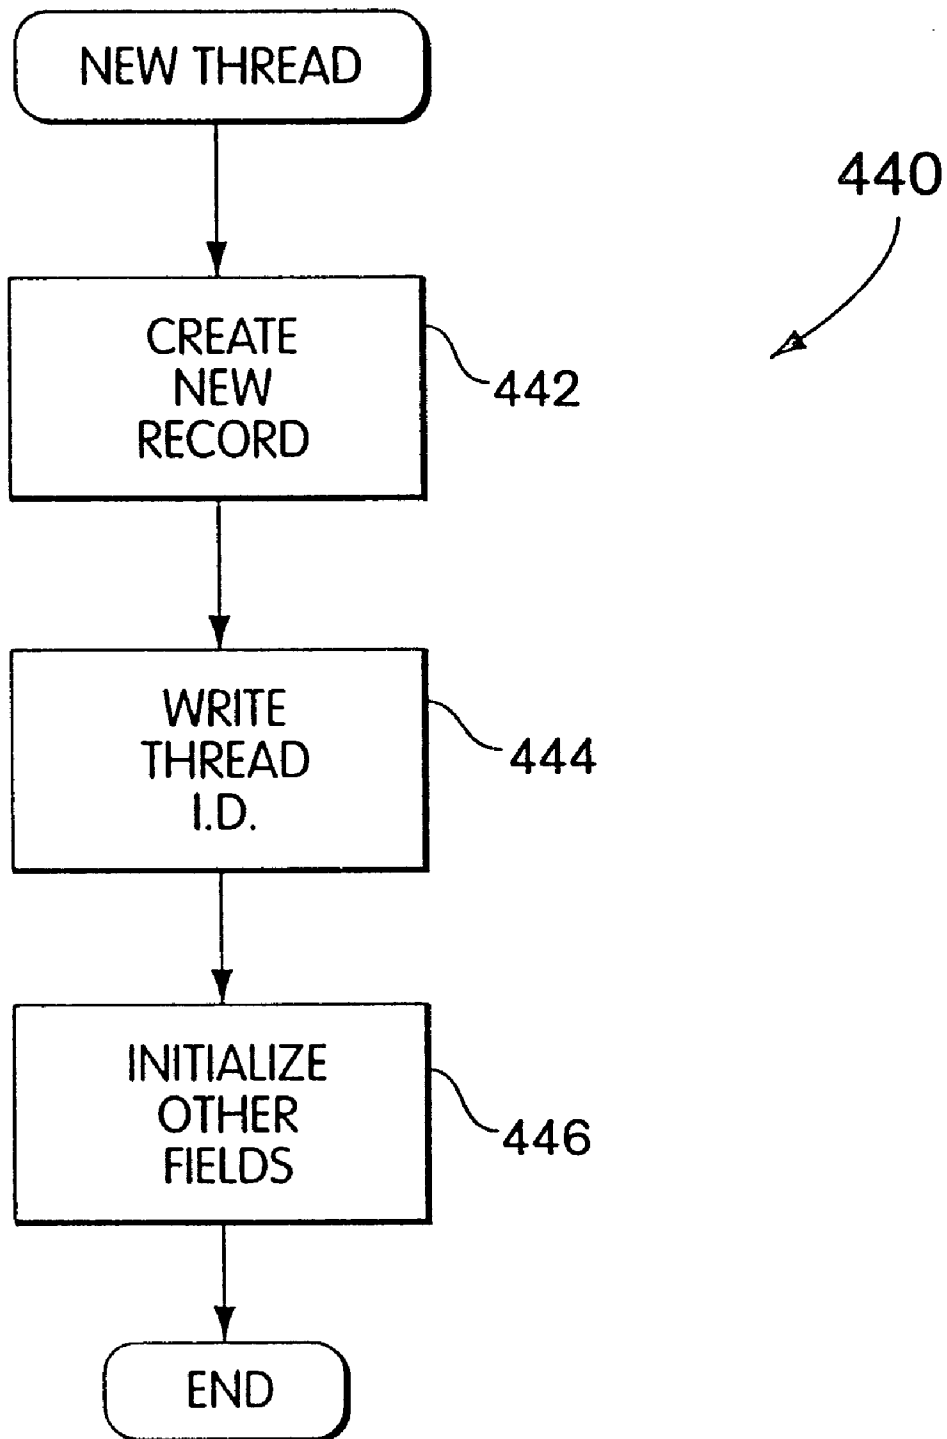 NEW THREAD
440
CREATE
NEW
RECORD
442
WRITE
THREAD
I.D.
444
INITIALIZE
OTHER
FIELDS
446
END